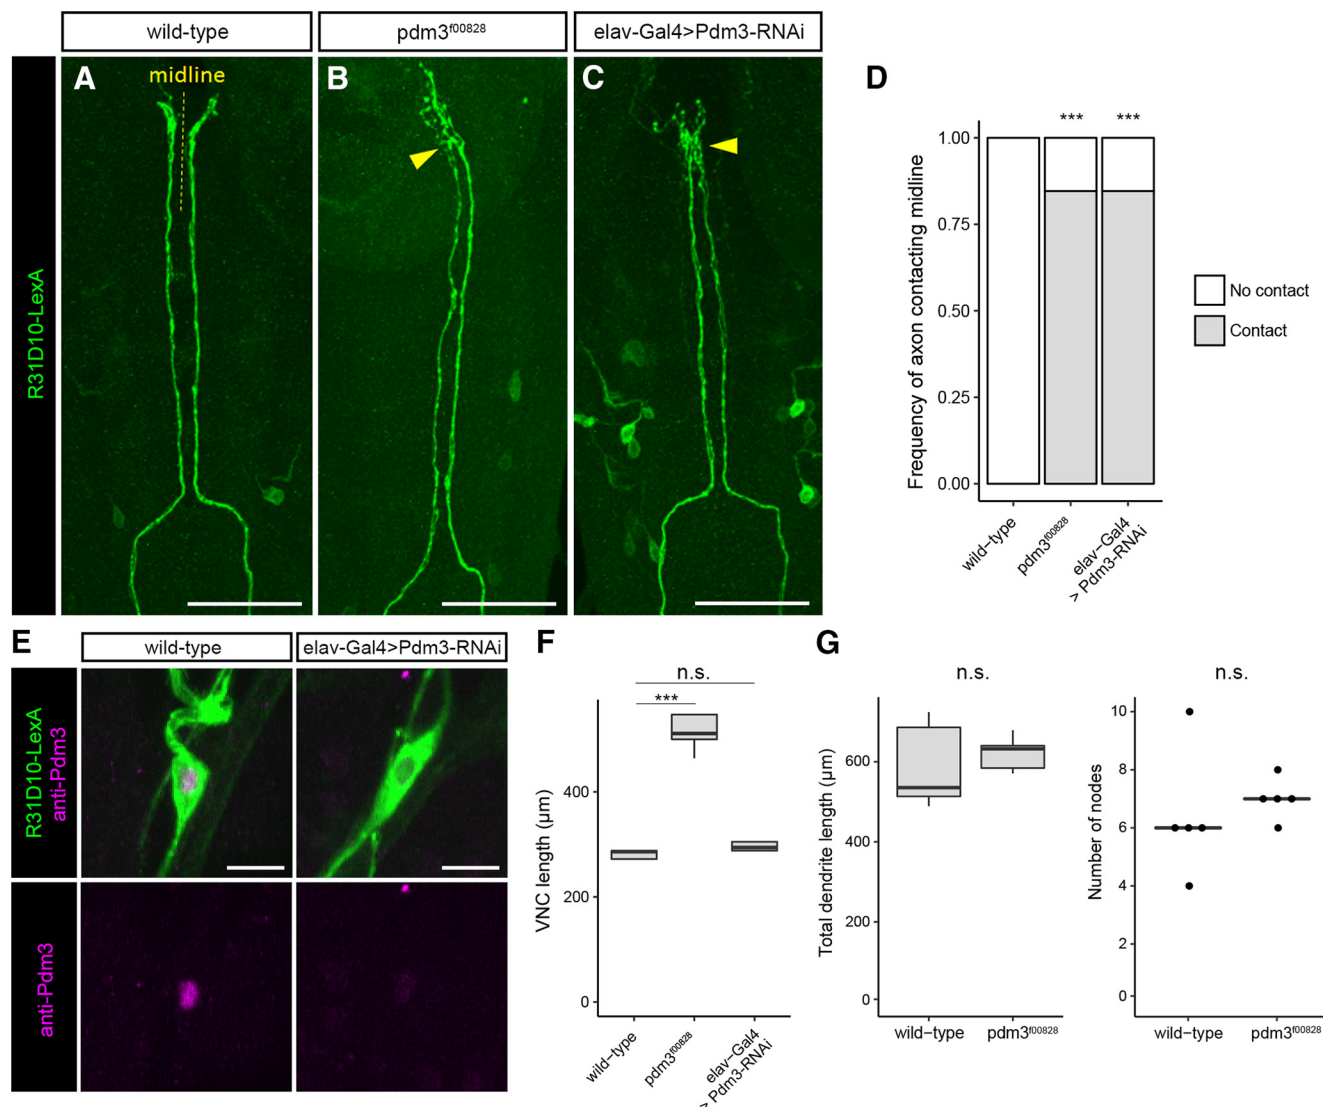 wild-type
pdm3f00828
elav-Gal4>Pdm3-RNAi
R31D10-LexA
A
midline
B
C
D
***
***
Frequency of axon contacting midline
1.00
0.75
0.50
0.25
0.00
wild-type
pdm3f00828
elav-Gal4
> Pdm3-RNAi
No contact
Contact
E
wild-type
elav-Gal4>Pdm3-RNAi
R31D10-LexA
anti-Pdm3
anti-Pdm3
F
n.s.
***
VNC length (µm)
400
200
0
wild-type
pdm3f00828
elav-Gal4
> Pdm3-RNAi
G
n.s.
Total dendrite length (µm)
600
400
200
0
wild-type
pdm3f00828
n.s.
Number of nodes
10
8
6
4
2
0
wild-type
pdm3f00828